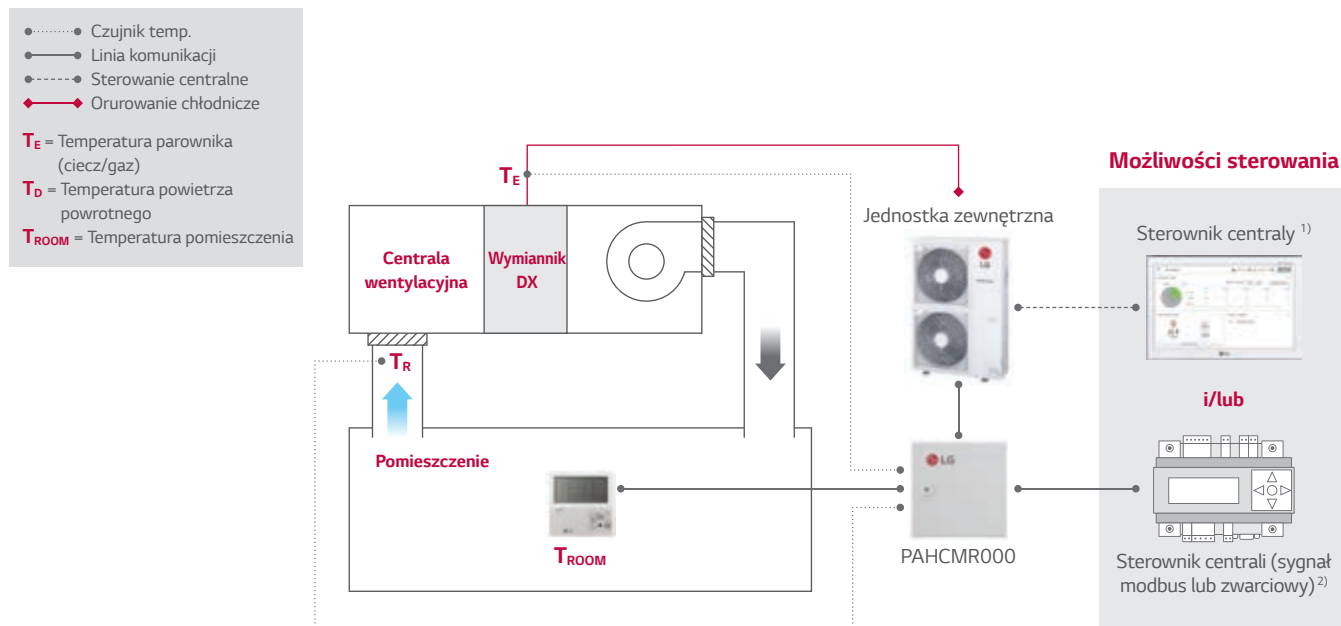 Czujnik temp.
Linia komunikacji
Sterowanie centralne
Orurowanie chłodnicze
TE = Temperatura parownika
(ciecz/gaz)
TD = Temperatura powietrza
powrotnego
TROOM = Temperatura pomieszczenia
Możliwości sterowania
TE
Jednostka zewnętrzna
Sterownik centralny 1)
Centrala
wentylacyjna
Wymiannik
DX
LG
TR
i/lub
Pomieszczenie
LG
TROOM
PAHCMR000
Sterownik centrali (sygnał
modbus lub zwarciowy) 2)